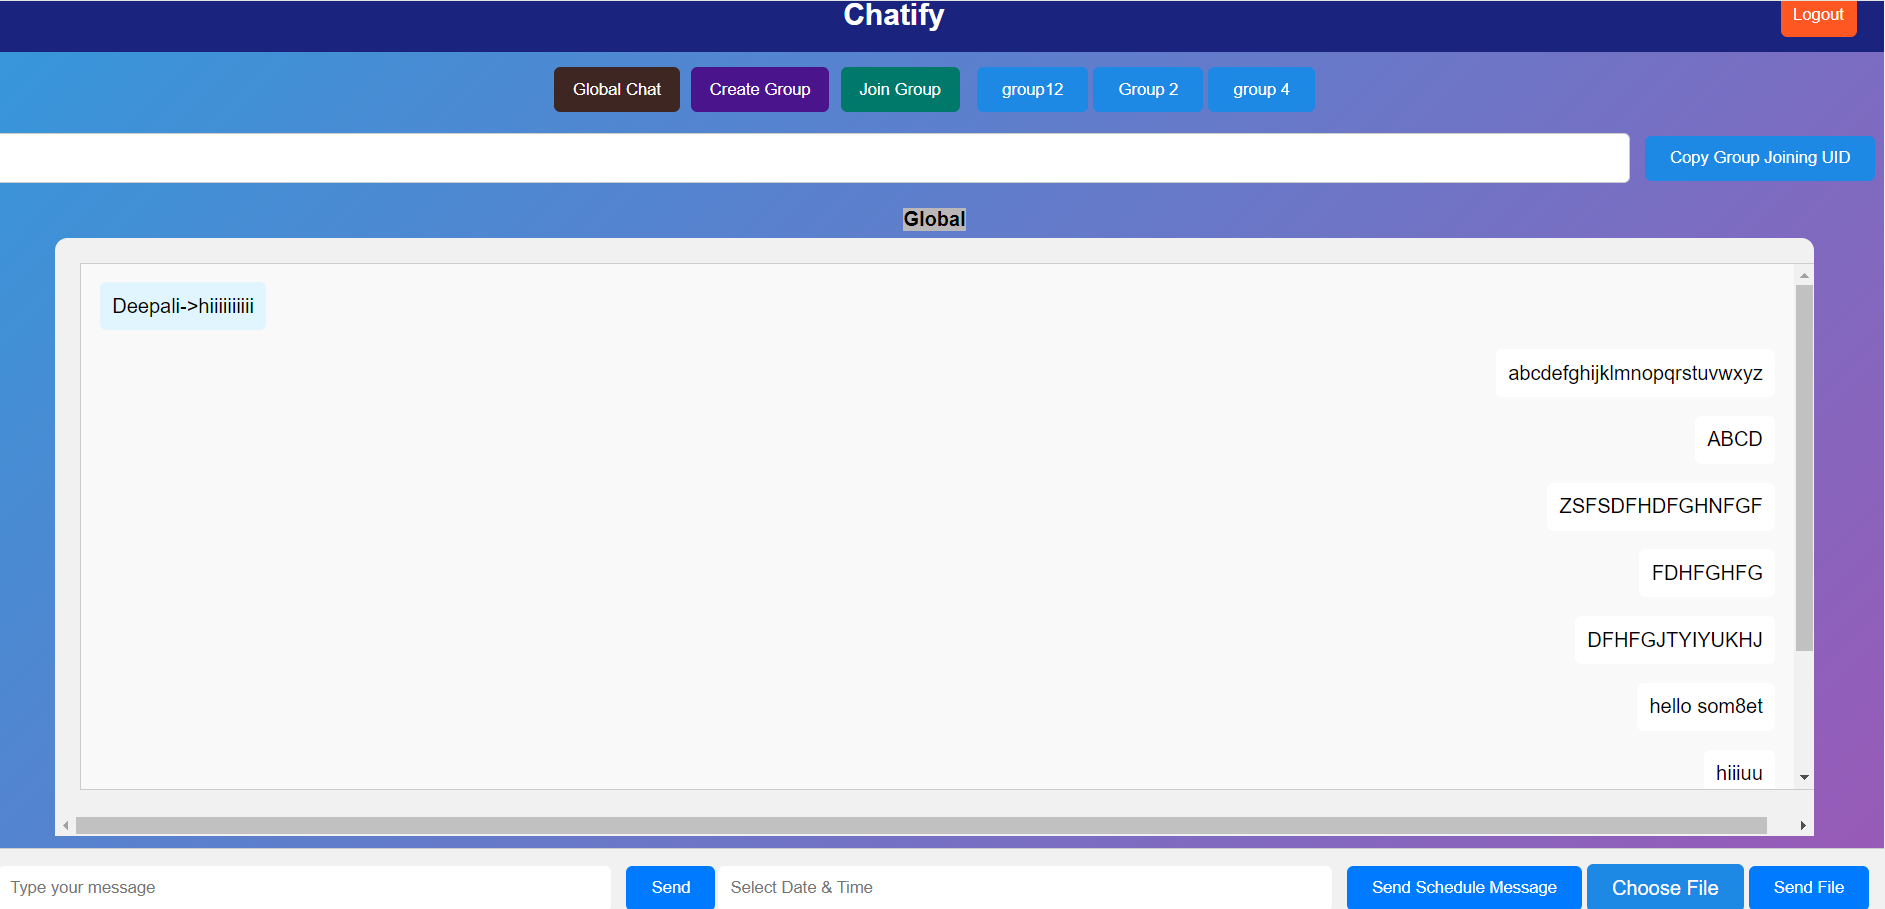 Chatify
Logout
Global Chat
Create Group
Join Group
group12
Group 2
group 4
Copy Group Joining UID
Global
Deepali->hiiiiiiiiii
abcdefghijklmnopqrstuvwxyz
ABCD
ZSFSDFHDFGHNFGF
FDHFGHFG
DFHFGJTYIYUKHJ
hello som8et
hiiiuu
Type your message
Send
Select Date & Time
Send Schedule Message
Choose File
Send File